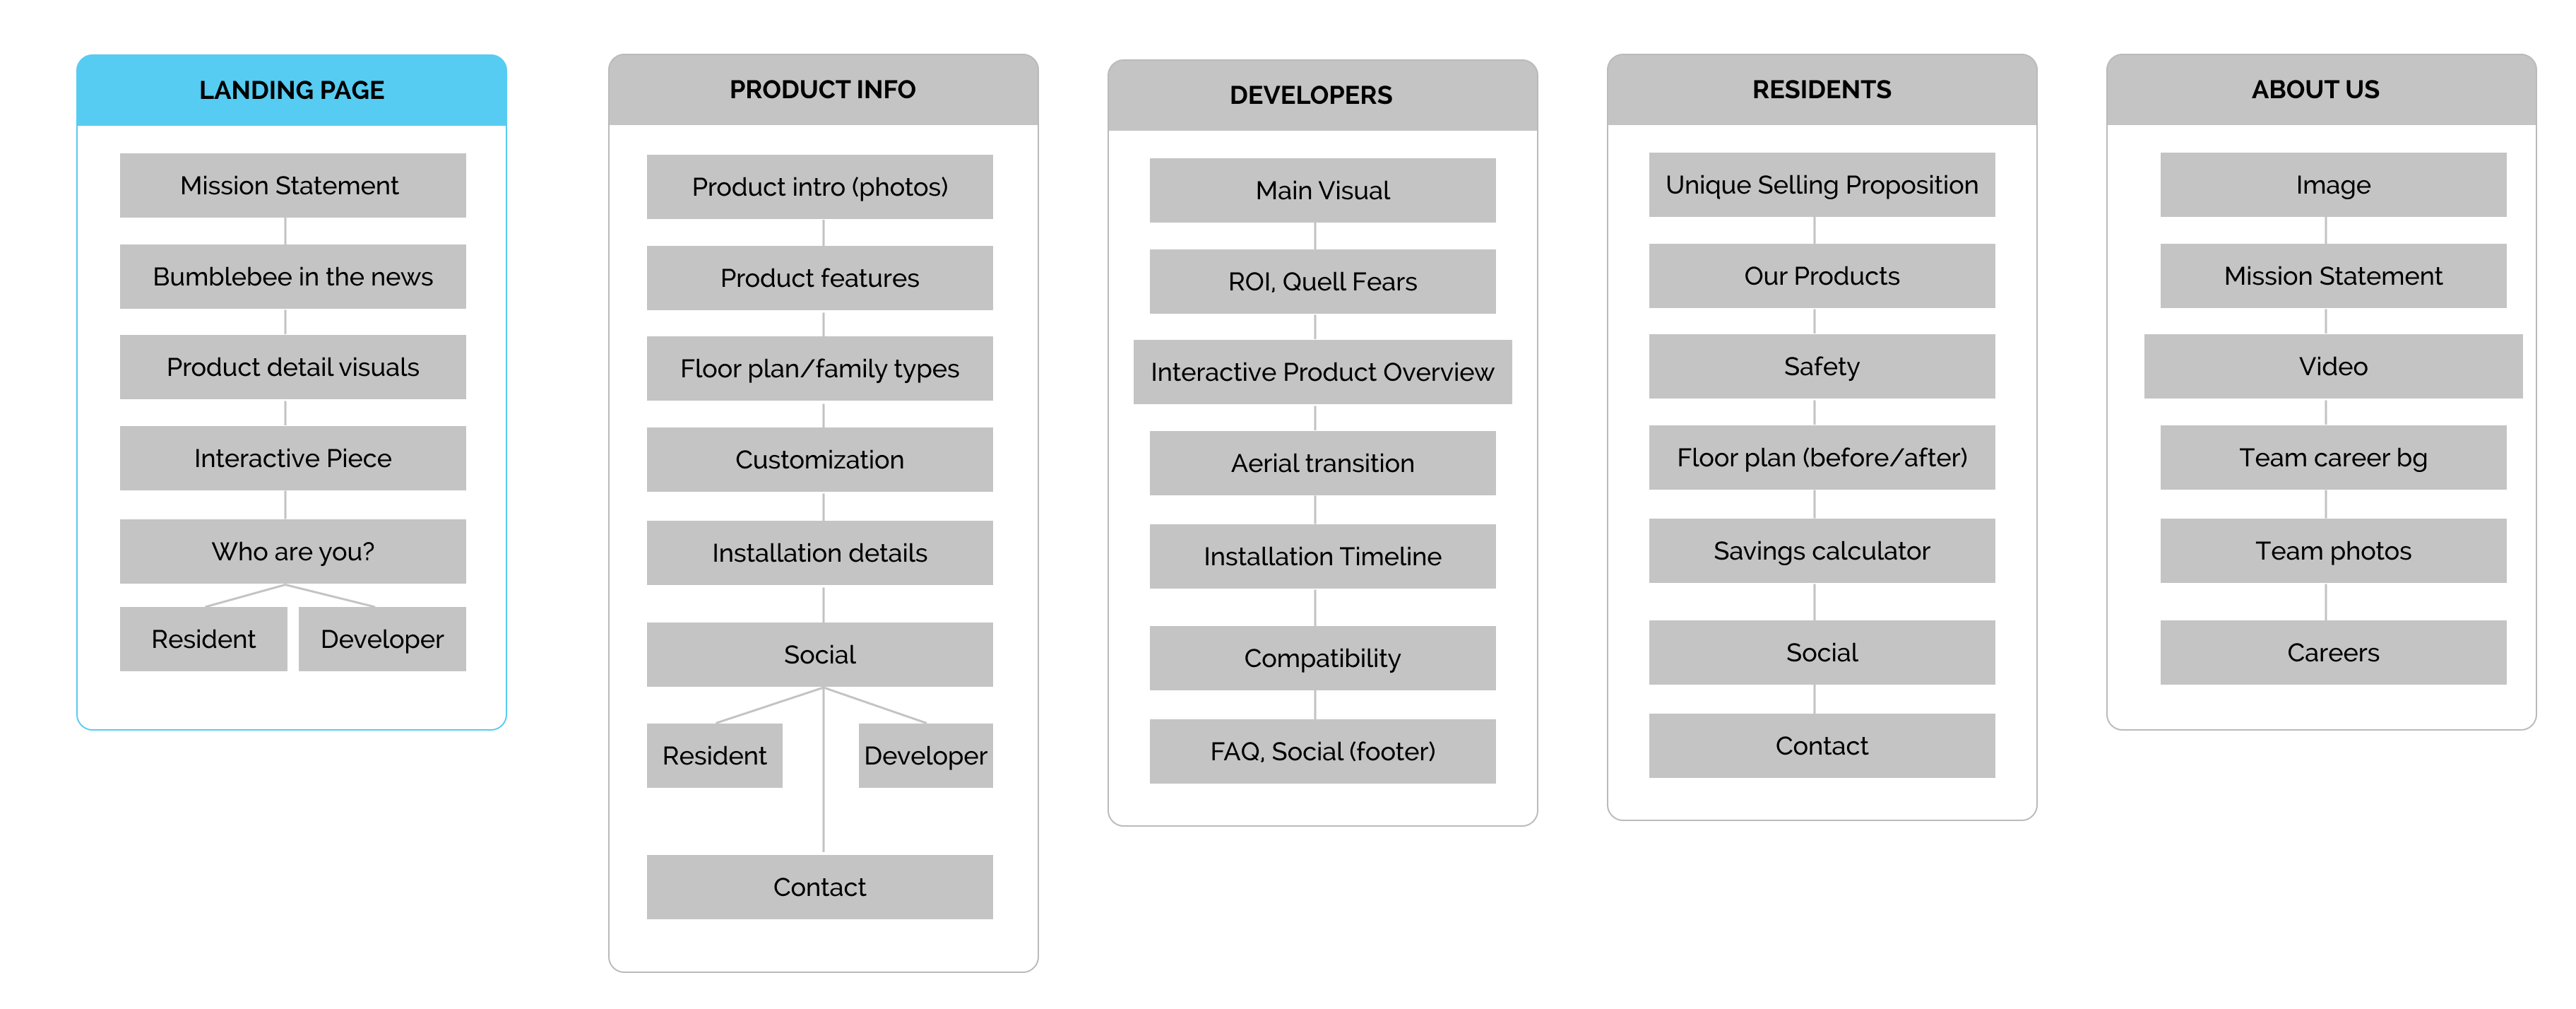 LANDING PAGE
Mission Statement
Bumblebee in the news
Product detail visuals
Interactive Piece
Who are you?
Resident
Developer
PRODUCT INFO
Product intro (photos)
Product features
Floor plan/family types
Customization
Installation details
Social
Resident
Developer
Contact
DEVELOPERS
Main Visual
ROI, Quell Fears
Interactive Product Overview
Aerial transition
Installation Timeline
Compatibility
FAQ, Social (footer)
RESIDENTS
Unique Selling Proposition
Our Products
Safety
Floor plan (before/after)
Savings calculator
Social
Contact
ABOUT US
Image
Mission Statement
Video
Team career bg
Team photos
Careers